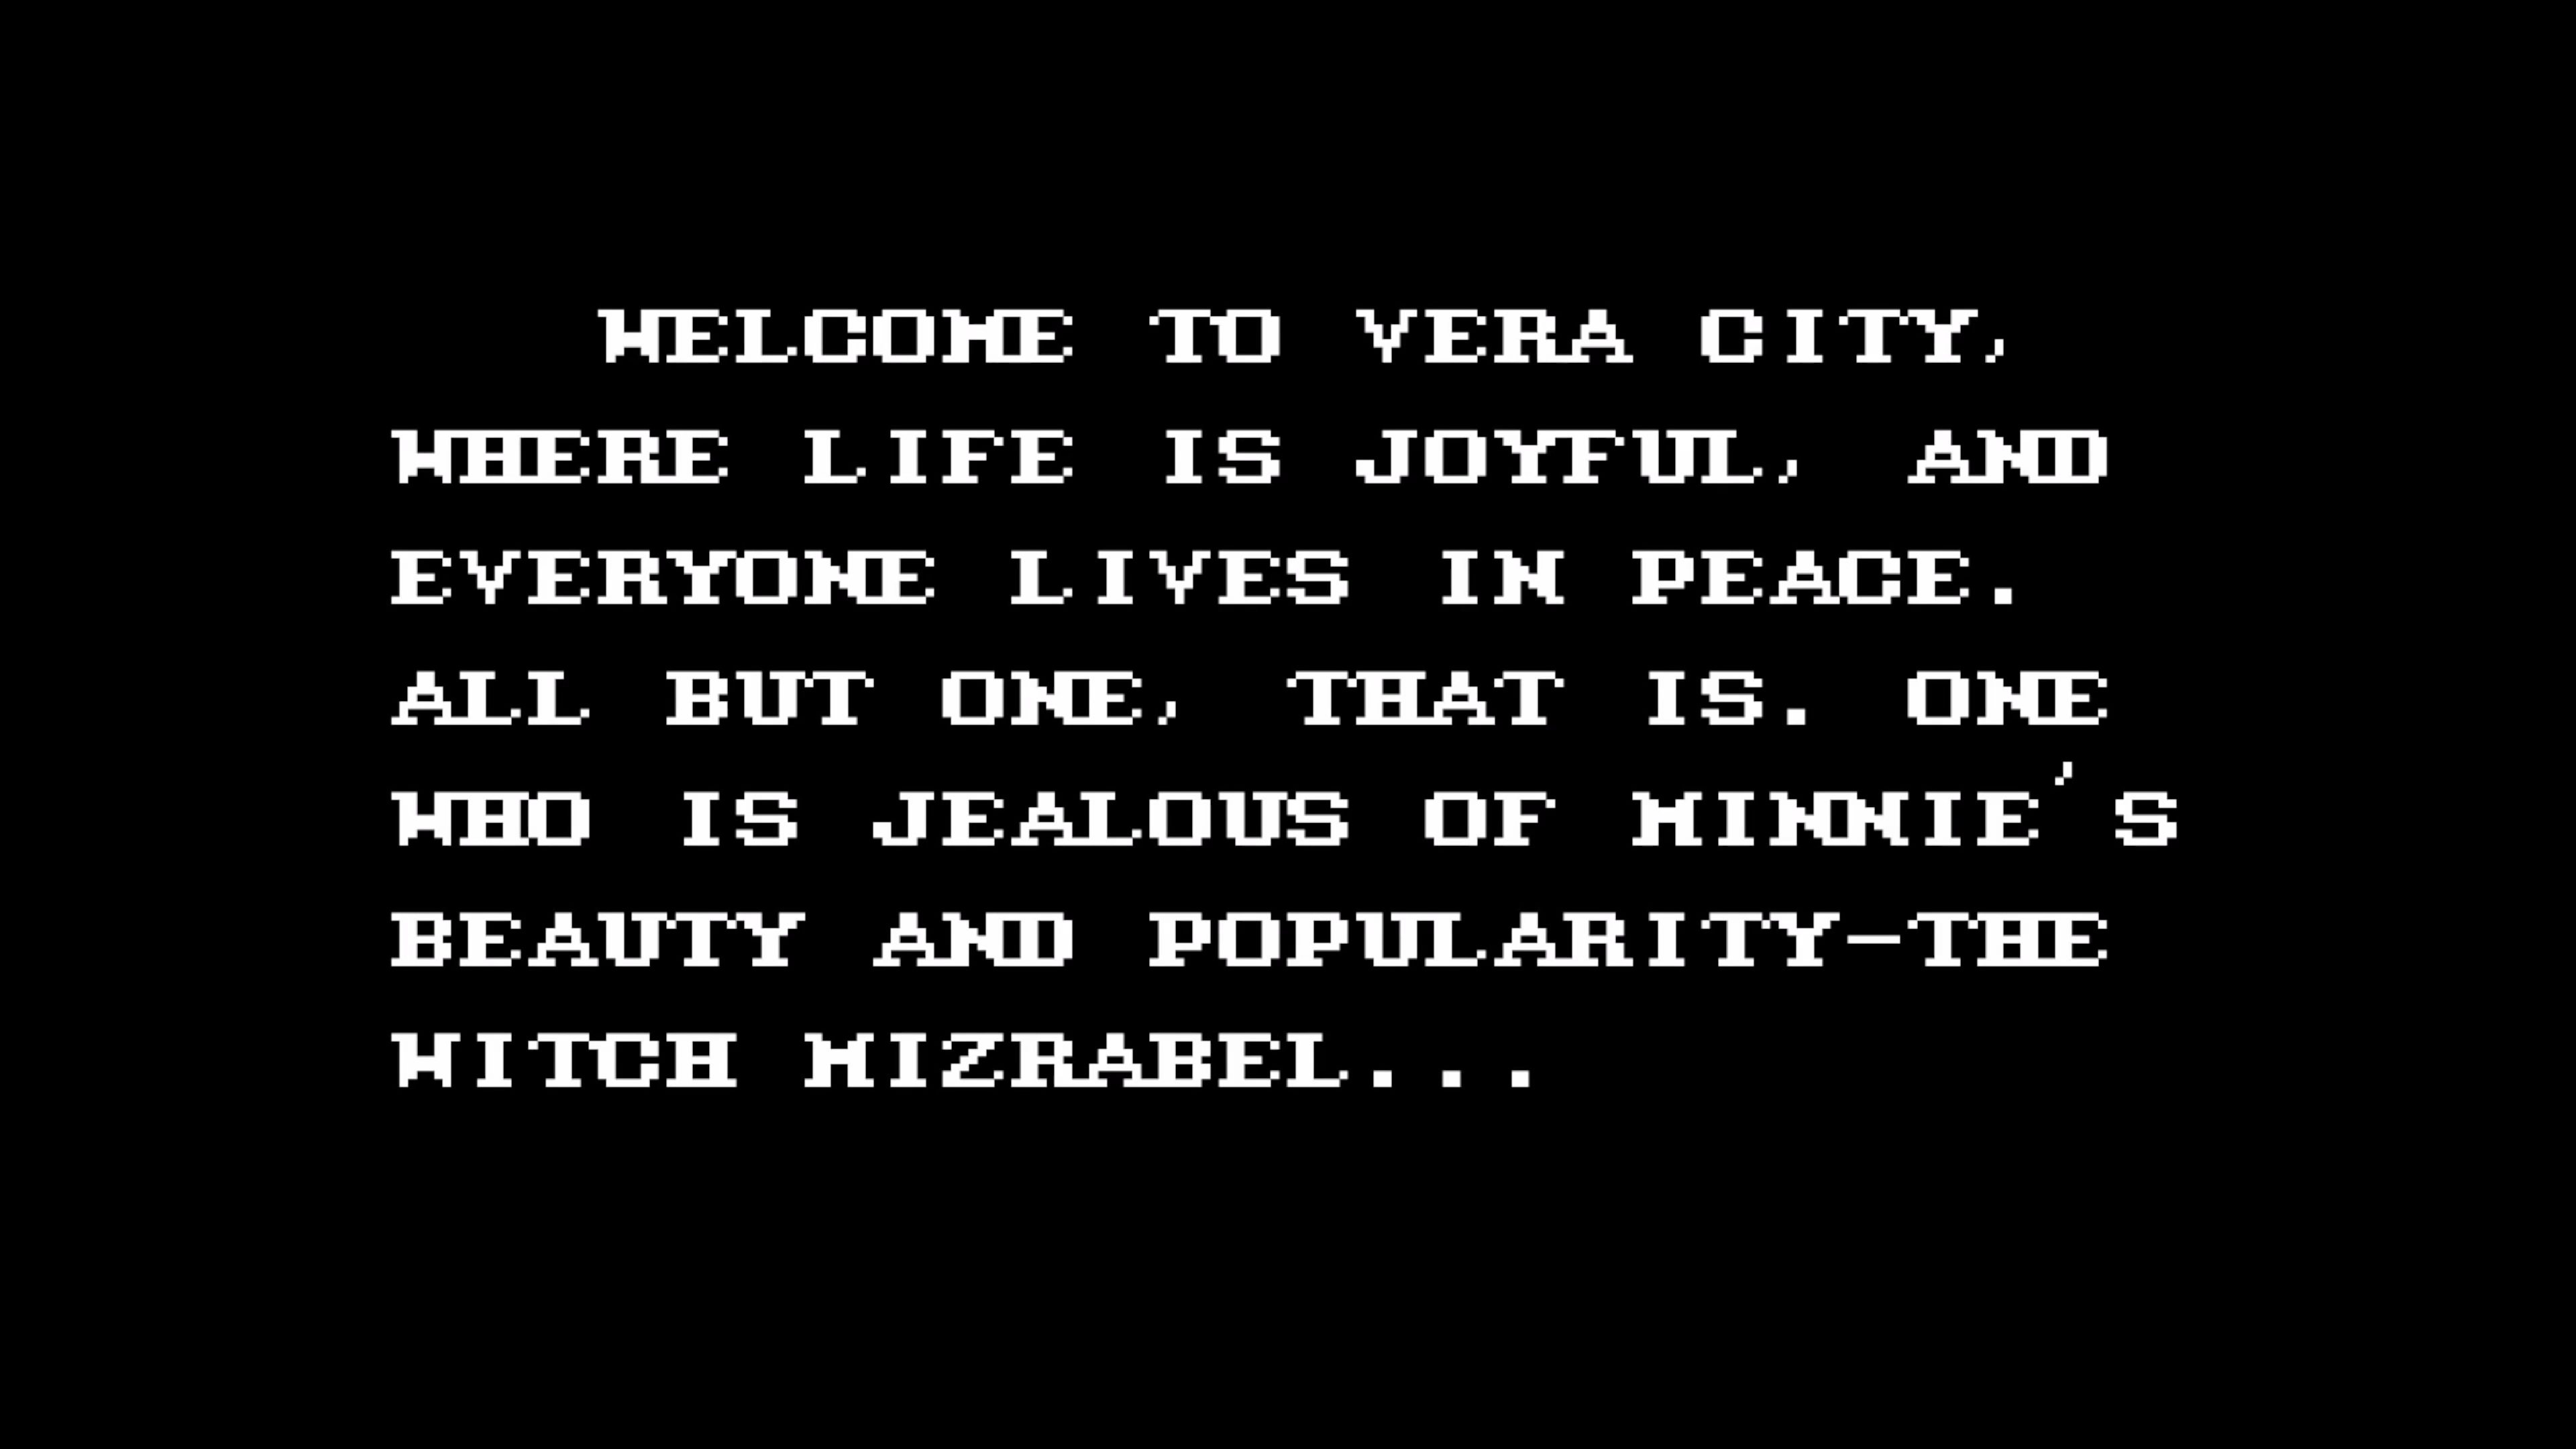 WELCOME TO VERA CITY,
WHERE LIFE IS JOYFUL, AND
EVERYONE LIVES IN PEACE.
ALL BUT ONE, THAT IS. ONE
WHO IS JEALOUS OF MINNIE'S
BEAUTY AND POPULARITY-THE
WITCH MIZRABEL...